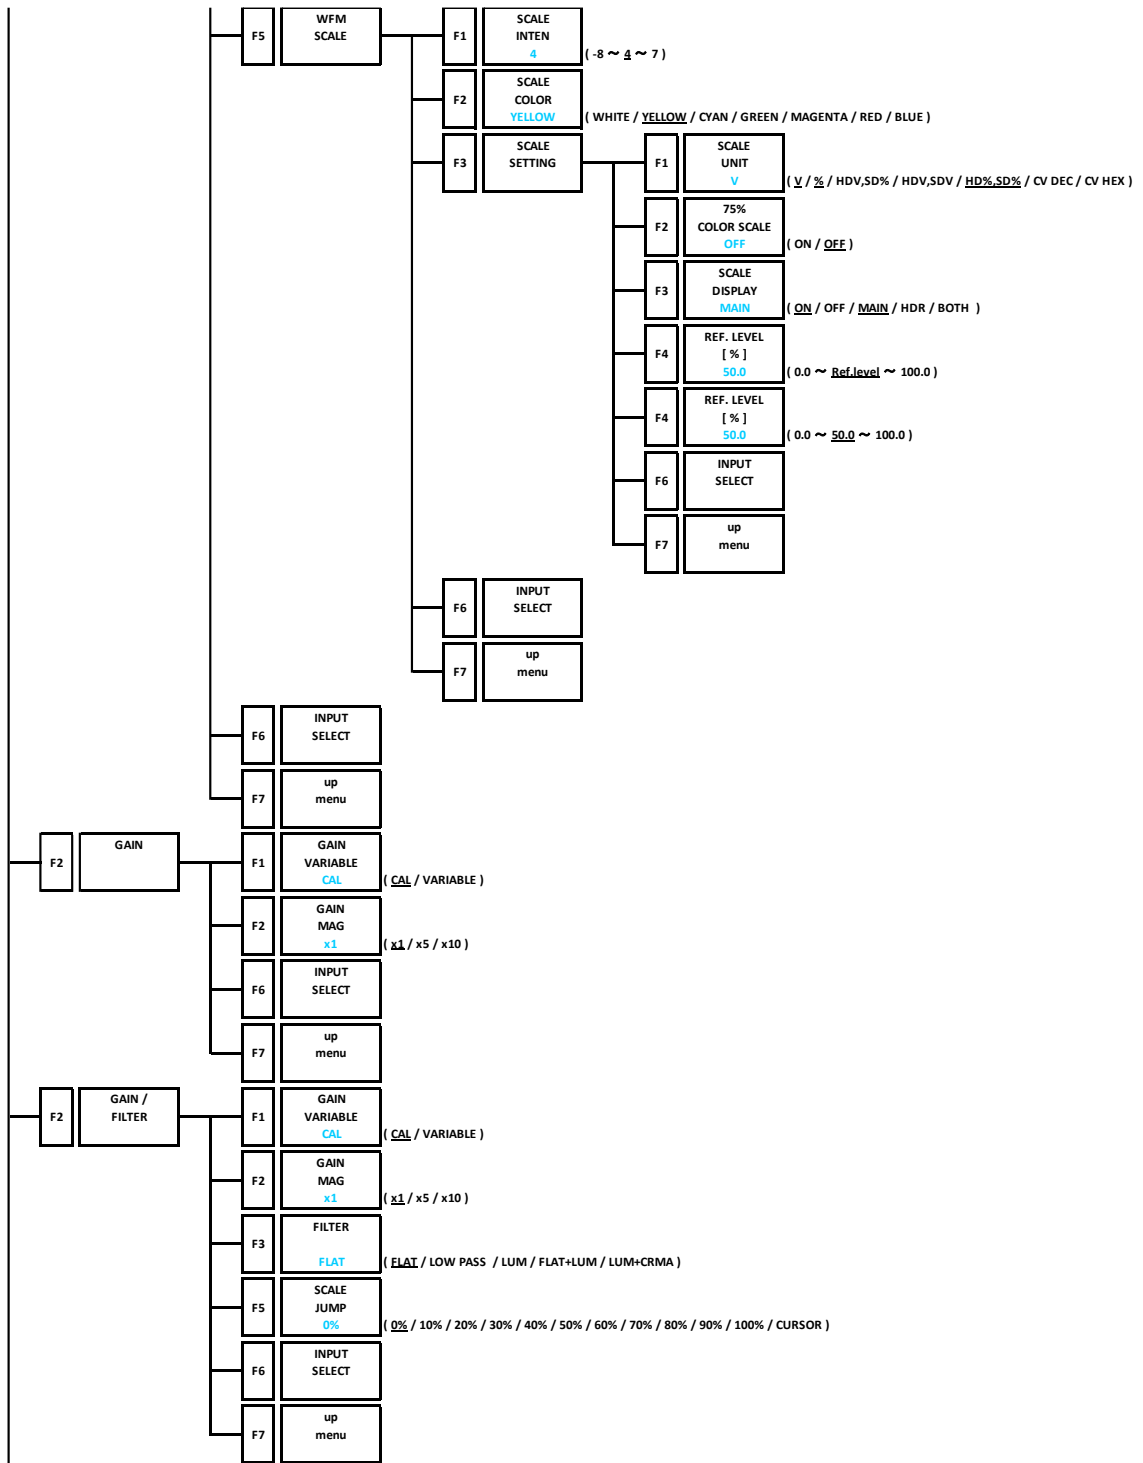 F5
WFM
SCALE
F1
SCALE
INTEN
4
( -8 ～ 4 ～ 7 )
F2
SCALE
COLOR
YELLOW
( WHITE / YELLOW / CYAN / GREEN / MAGENTA / RED / BLUE )
F3
SCALE
SETTING
F1
SCALE
UNIT
V
( V / % / HDV,SD% / HDV,SDV / HD%,SD% / CV DEC / CV HEX )
F2
75%
COLOR SCALE
OFF
( ON / OFF )
F3
SCALE
DISPLAY
MAIN
( ON / OFF / MAIN / HDR / BOTH )
F4
REF. LEVEL
[ % ]
50.0
( 0.0 ～ Ref.level ～ 100.0 )
F4
REF. LEVEL
[ % ]
50.0
( 0.0 ～ 50.0 ～ 100.0 )
F6
INPUT
SELECT
F7
up
menu
F6
INPUT
SELECT
F7
up
menu
F6
INPUT
SELECT
F7
up
menu
F2
GAIN
F1
GAIN
VARIABLE
CAL
( CAL / VARIABLE )
F2
GAIN
MAG
x1
( x1 / x5 / x10 )
F6
INPUT
SELECT
F7
up
menu
F2
GAIN /
FILTER
F1
GAIN
VARIABLE
CAL
( CAL / VARIABLE )
F2
GAIN
MAG
x1
( x1 / x5 / x10 )
F3
FILTER
FLAT
( FLAT / LOW PASS / LUM / FLAT+LUM / LUM+CRMA )
F5
SCALE
JUMP
0%
( 0% / 10% / 20% / 30% / 40% / 50% / 60% / 70% / 80% / 90% / 100% / CURSOR )
F6
INPUT
SELECT
F7
up
menu